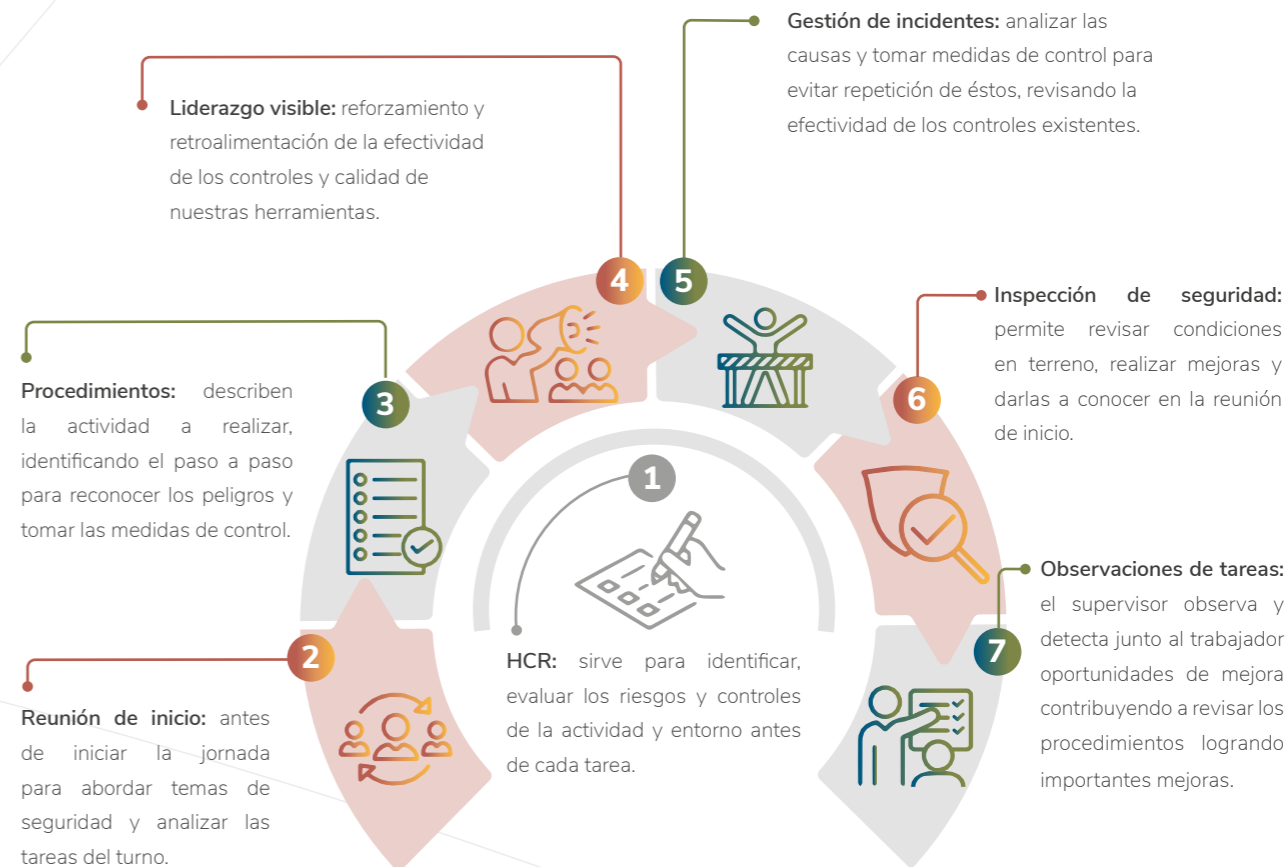 1
HCR: sirve para identificar,
evaluar los riesgos y controles
de la actividad y entorno antes
de cada tarea.
2
Reunión de inicio: antes
de iniciar la jornada
para abordar temas de
seguridad y analizar las
tareas del turno.
3
Procedimientos: describen
la actividad a realizar,
identificando el paso a paso
para reconocer los peligros y
tomar las medidas de control.
4
Liderazgo visible: reforzamiento y
retroalimentación de la efectividad
de los controles y calidad de
nuestras herramientas.
5
Gestión de incidentes: analizar las
causas y tomar medidas de control para
evitar repetición de éstos, revisando la
efectividad de los controles existentes.
6
Inspección de seguridad:
permite revisar condiciones
en terreno, realizar mejoras y
darlas a conocer en la reunión
de inicio.
7
Observaciones de tareas:
el supervisor observa y
detecta junto al trabajador
oportunidades de mejora
contribuyendo a revisar los
procedimientos logrando
importantes mejoras.